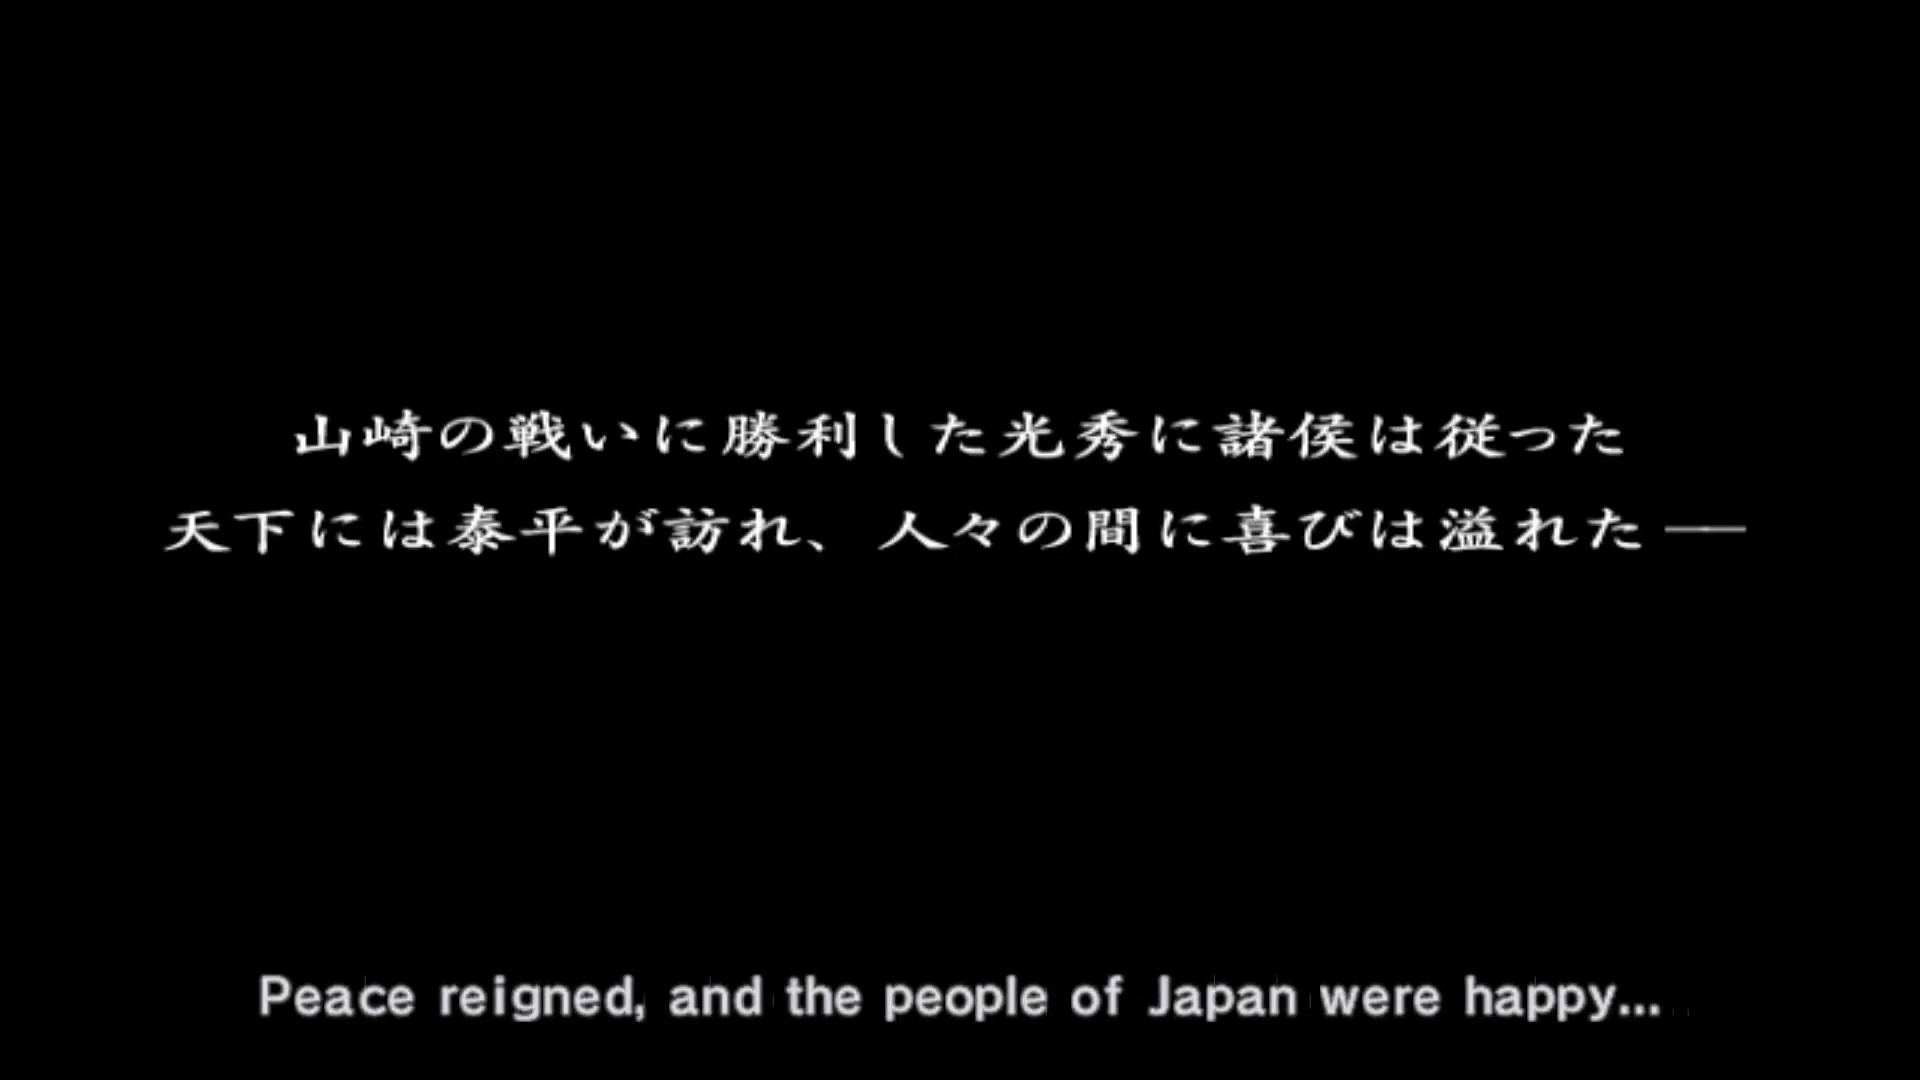 山崎の戦いに勝利した光秀に諸侯は従った
天下には泰平が訪れ、人々の間に喜びは溢れた――
Peace reigned, and the people of Japan were happy...